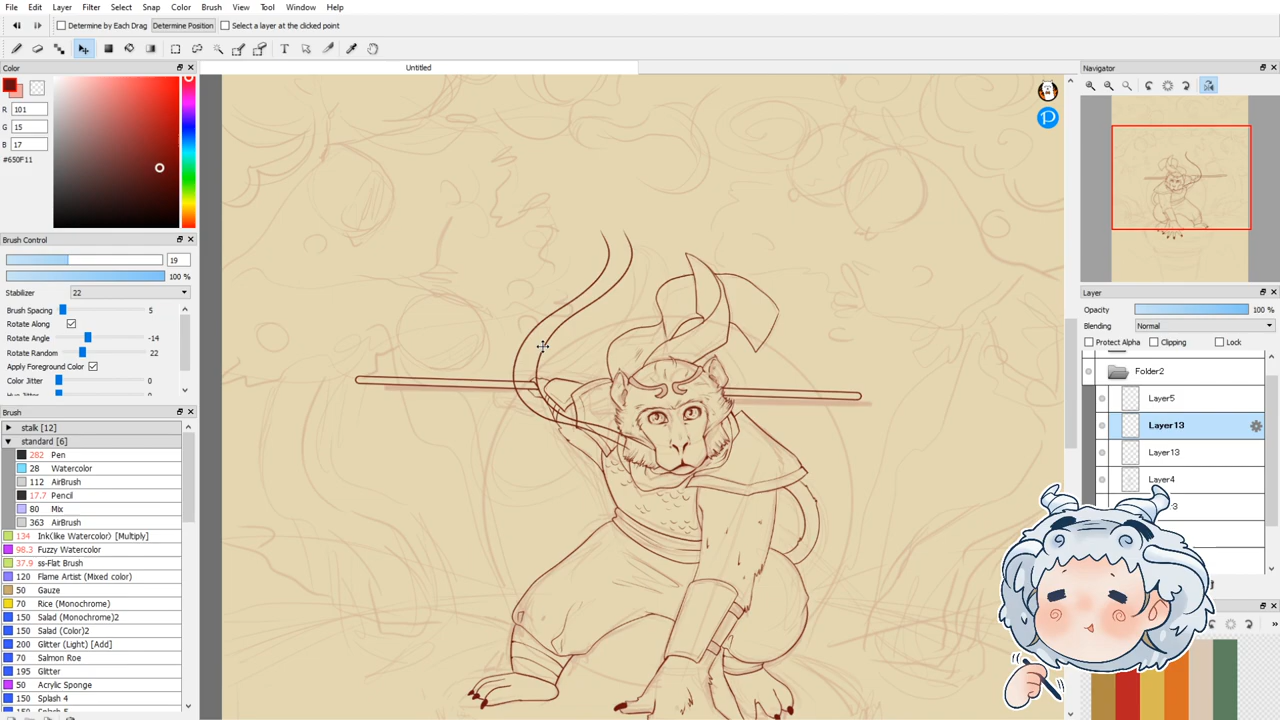 File Edit Layer Filter Select Snap Color Brush View Tool Window Help
Determine by Each Drag Determine Position Select a layer at the clicked point
T
Color
Untitled
Navigator
R 101
G 15
B 17
#650F11
Brush Control
19
100 %
Stabilizer 22
Brush Spacing 5
Rotate Along
Rotate Angle -14
Rotate Random 22
Apply Foreground Color
Color Jitter 0
Brush
stalk [12]
standard [6]
282 Pen
28 Watercolor
112 AirBrush
17.7 Pencil
80 Mix
363 AirBrush
134 Ink(like Watercolor) [Multiply]
98.3 Fuzzy Watercolor
37.9 ss-Flat Brush
120 Flame Artist (Mixed color)
50 Gauze
70 Rice (Monochrome)
150 Salad (Monochrome)2
150 Salad (Color)2
200 Glitter (Light) [Add]
70 Salmon Roe
195 Glitter
50 Acrylic Sponge
150 Splash 4
Layer
Opacity 100 %
Blending Normal
Protect Alpha Clipping Lock
Folder2
Layer5
Layer13
Layer13
Layer4